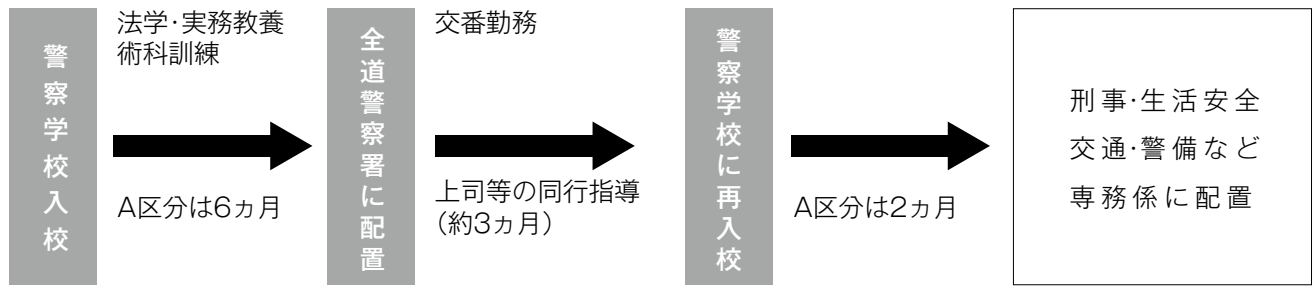 警察学校入校
法学･実務教養
術科訓練
A区分は6ヵ月
全道警察署に配置
交番勤務
上司等の同行指導
（約3ヵ月）
警察学校に再入校
A区分は2ヵ月
刑事･生活安全
交通･警備など
専務係に配置